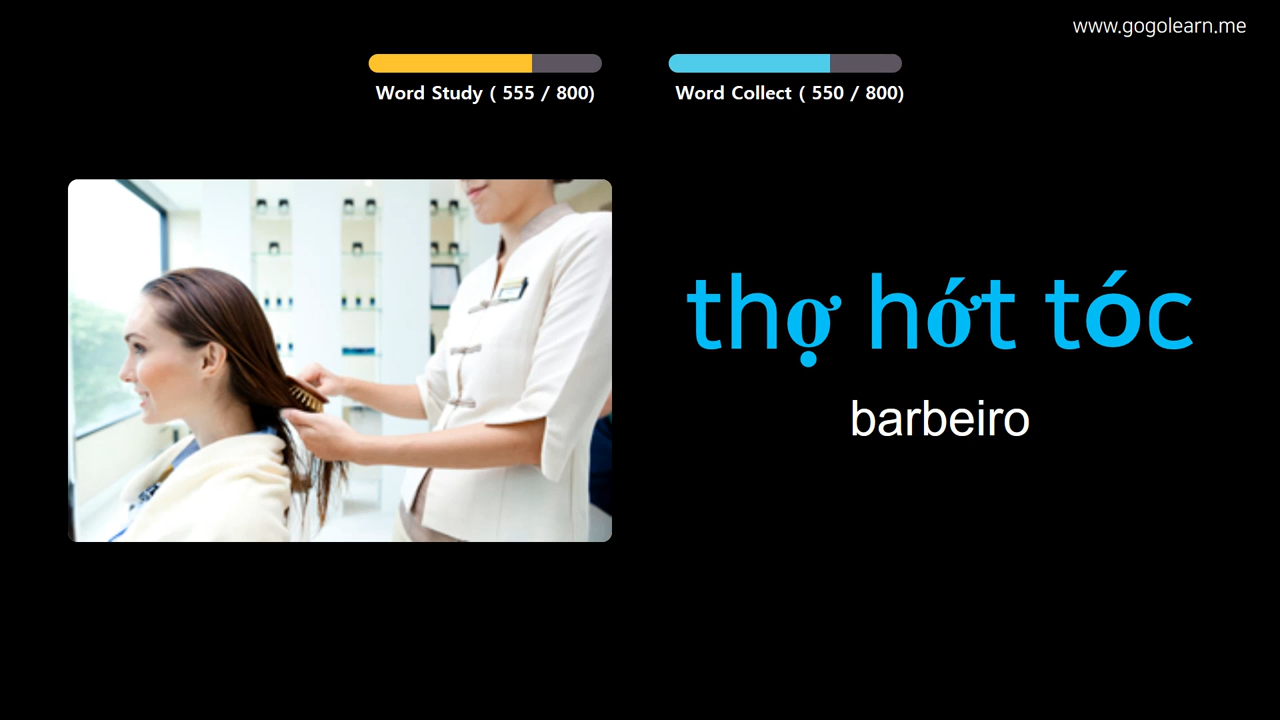 www.gogolearn.me
Word Study ( 555 / 800)
Word Collect ( 550 / 800)
thợ hớt tóc
barbeiro